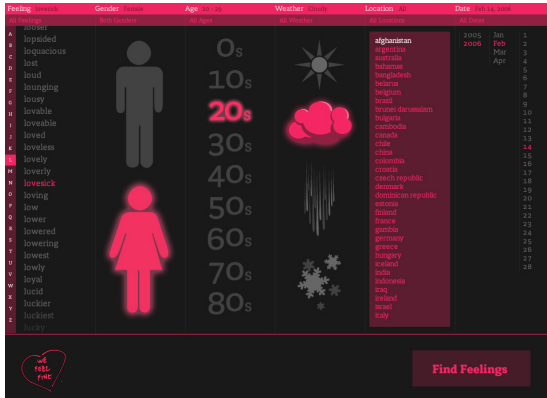 Feeling lovesick
Gender Female
Age 20 - 29
Weather Cloudy
Location All
Date Feb 14, 2006
All Feelings
Both Genders
All Ages
All Weather
All Locations
All Dates
A
B
C
D
E
F
G
H
I
J
K
L
M
N
O
P
Q
R
S
T
U
V
W
X
Y
Z
looser
lopsided
loquacious
lost
loud
lounging
lousy
lovable
loveable
loved
loveless
lovely
loverly
lovesick
loving
low
lower
lowered
lowering
lowest
lowly
loyal
lucid
luckier
luckiest
lucky
0s
10s
20s
30s
40s
50s
60s
70s
80s
afghanistan
argentina
australia
bahamas
bangladesh
belarus
belgium
brazil
brunei darussalam
bulgaria
cambodia
canada
chile
china
colombia
croatia
czech republic
denmark
dominican republic
estonia
finland
france
gambia
germany
greece
hungary
iceland
india
indonesia
iraq
ireland
israel
italy
2005
2006
Jan
Feb
Mar
Apr
1
2
3
4
5
6
7
8
9
10
11
12
13
14
15
16
17
18
19
20
21
22
23
24
25
26
27
28
WE
FEEL
FINE
Find Feelings